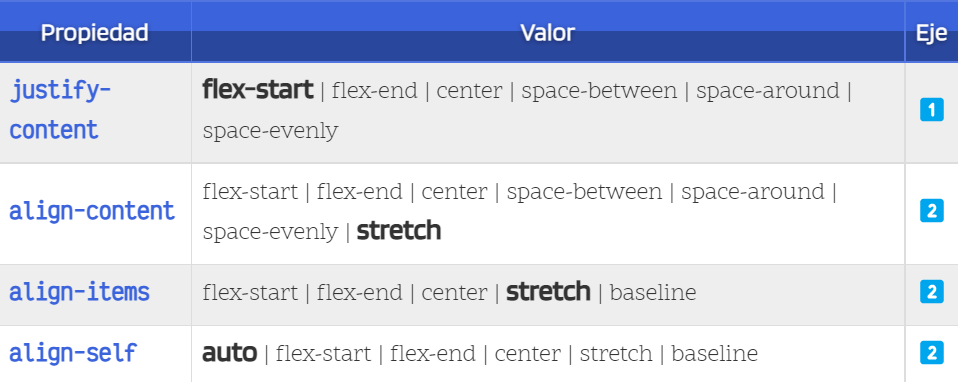 Propiedad Valor Eje
justify-
content
flex-start | flex-end | center | space-between | space-around |
space-evenly
1
align-content
flex-start | flex-end | center | space-between | space-around |
space-evenly | stretch
2
align-items
flex-start | flex-end | center | stretch | baseline
2
align-self
auto | flex-start | flex-end | center | stretch | baseline
2